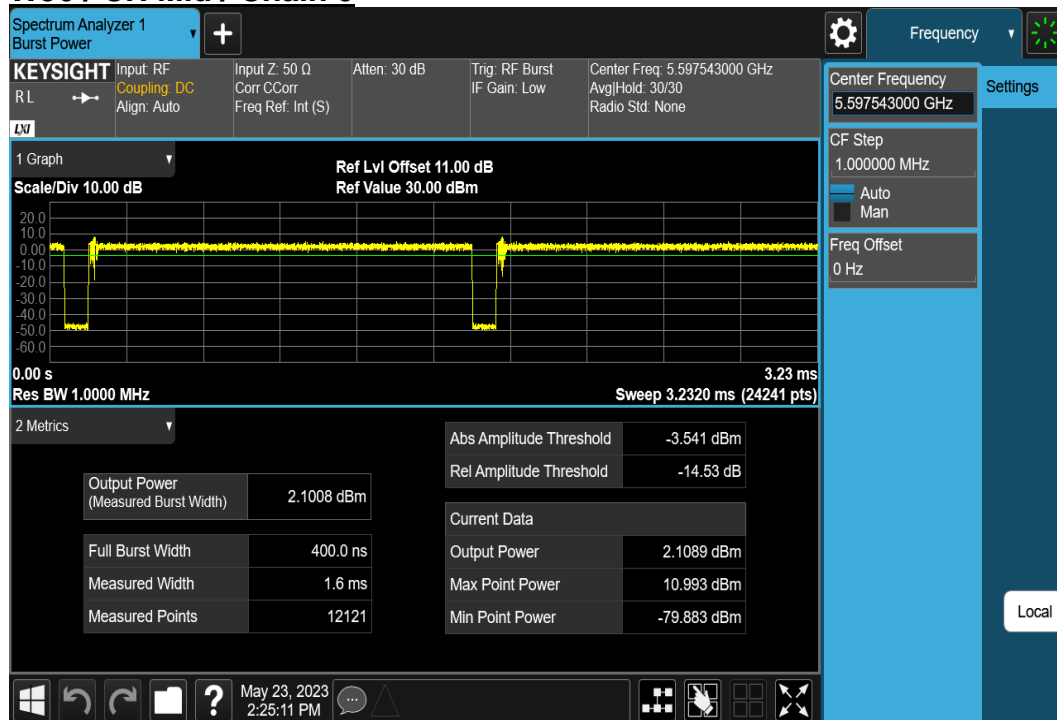 Spectrum Analyzer 1
Burst Power
Frequency
KEYSIGHT
R L
LXI
Input: RF
Coupling: DC
Align: Auto
Input Z: 50 Ω
Corr CCorr
Freq Ref: Int (S)
Atten: 30 dB
Trig: RF Burst
IF Gain: Low
Center Freq: 5.597543000 GHz
Avg|Hold: 30/30
Radio Std: None
Center Frequency
5.597543000 GHz
Settings
CF Step
1.000000 MHz
Auto
Man
Freq Offset
0 Hz
1 Graph
Scale/Div 10.00 dB
Ref Lvl Offset 11.00 dB
Ref Value 30.00 dBm
20.0
10.0
0.00
-10.0
-20.0
-30.0
-40.0
-50.0
-60.0
0.00 s
3.23 ms
Res BW 1.0000 MHz
Sweep 3.2320 ms (24241 pts)
2 Metrics
Output Power
(Measured Burst Width)
2.1008 dBm
Full Burst Width
400.0 ns
Measured Width
1.6 ms
Measured Points
12121
Abs Amplitude Threshold
-3.541 dBm
Rel Amplitude Threshold
-14.53 dB
Current Data
Output Power
2.1089 dBm
Max Point Power
10.993 dBm
Min Point Power
-79.883 dBm
Local
?
May 23, 2023
2:25:11 PM